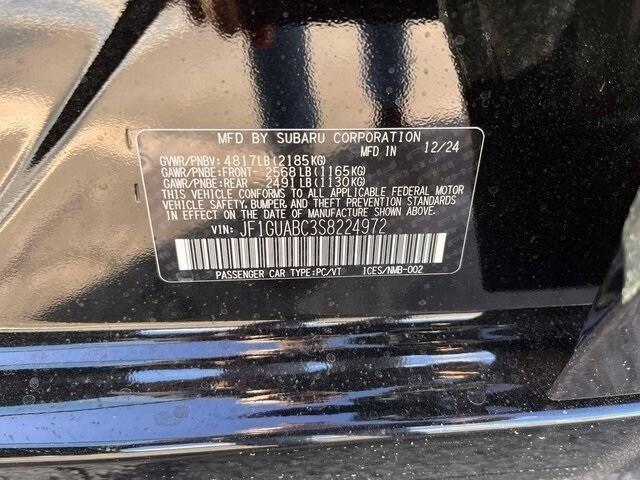 MFD BY SUBARU CORPORATION
MFD IN 12/24
GVWR/PNBV: 4817LB(2185KG)
GAWR/PNBE:FRONT- 2568LB(1165KG)
GAWR/PNBE:REAR - 2491LB(1130KG)
THIS VEHICLE CONFORMS TO ALL APPLICABLE FEDERAL MOTOR
VEHICLE SAFETY, BUMPER, AND THEFT PREVENTION STANDARDS
IN EFFECT ON THE DATE OF MANUFACTURE SHOWN ABOVE.
VIN: JF1GUABC3S8224972
PASSENGER CAR TYPE:PC/VT ICES/NMB-002